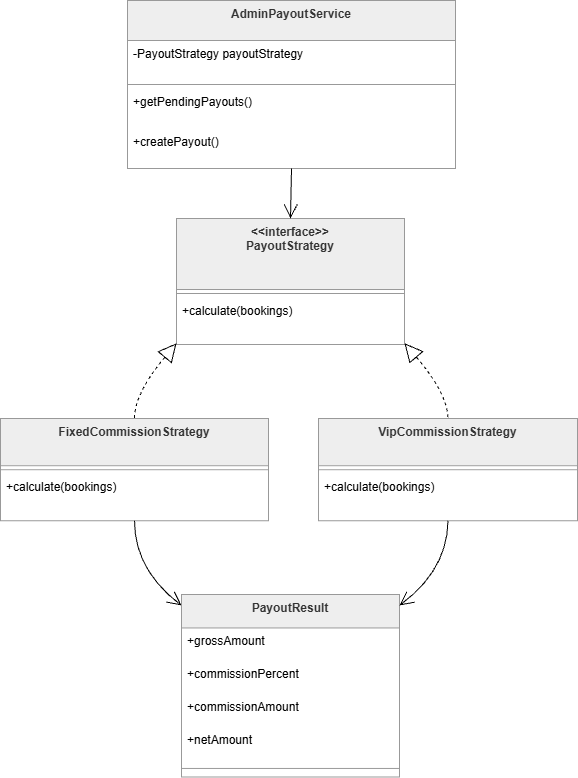 AdminPayoutService
-PayoutStrategy payoutStrategy
+getPendingPayouts()
+createPayout()
<<interface>>
PayoutStrategy
+calculate(bookings)
FixedCommissionStrategy
+calculate(bookings)
VipCommissionStrategy
+calculate(bookings)
PayoutResult
+grossAmount
+commissionPercent
+commissionAmount
+netAmount